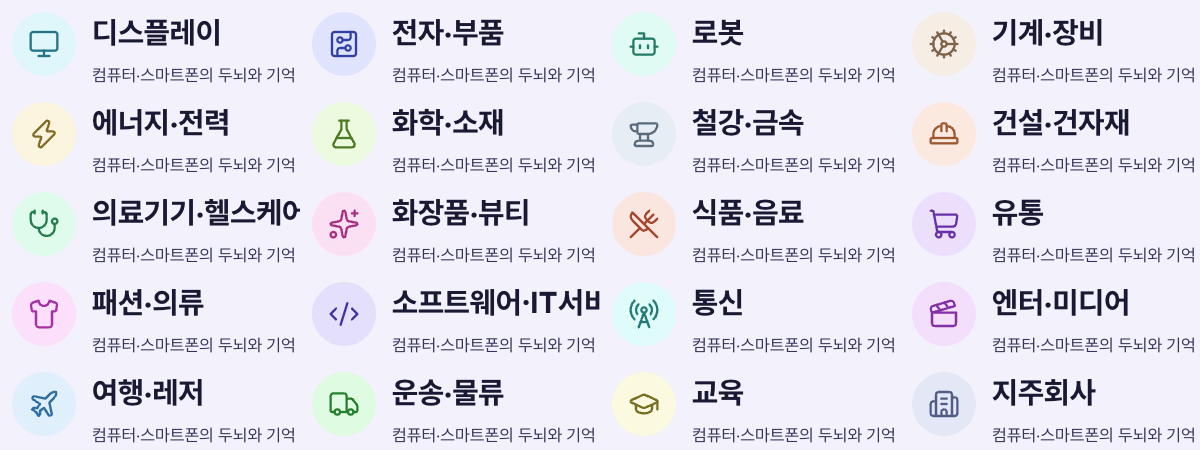 디스플레이
컴퓨터·스마트폰의 두뇌와 기억
전자·부품
컴퓨터·스마트폰의 두뇌와 기억
로봇
컴퓨터·스마트폰의 두뇌와 기억
기계·장비
컴퓨터·스마트폰의 두뇌와 기억
에너지·전력
컴퓨터·스마트폰의 두뇌와 기억
화학·소재
컴퓨터·스마트폰의 두뇌와 기억
철강·금속
컴퓨터·스마트폰의 두뇌와 기억
건설·건자재
컴퓨터·스마트폰의 두뇌와 기억
의료기기·헬스케어
컴퓨터·스마트폰의 두뇌와 기억
화장품·뷰티
컴퓨터·스마트폰의 두뇌와 기억
식품·음료
컴퓨터·스마트폰의 두뇌와 기억
유통
컴퓨터·스마트폰의 두뇌와 기억
패션·의류
컴퓨터·스마트폰의 두뇌와 기억
소프트웨어·IT서비
컴퓨터·스마트폰의 두뇌와 기억
통신
컴퓨터·스마트폰의 두뇌와 기억
엔터·미디어
컴퓨터·스마트폰의 두뇌와 기억
여행·레저
컴퓨터·스마트폰의 두뇌와 기억
운송·물류
컴퓨터·스마트폰의 두뇌와 기억
교육
컴퓨터·스마트폰의 두뇌와 기억
지주회사
컴퓨터·스마트폰의 두뇌와 기억